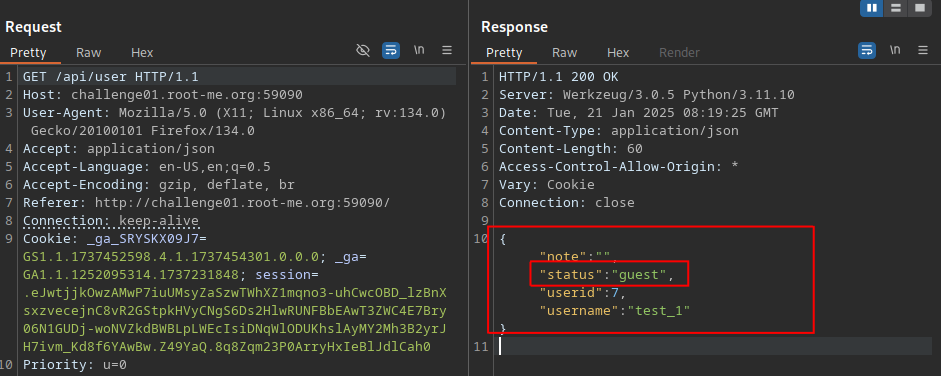 Request
Pretty Raw Hex \n
1 GET /api/user HTTP/1.1
2 Host: challenge01.root-me.org:59090
3 User-Agent: Mozilla/5.0 (X11; Linux x86_64; rv:134.0)
Gecko/20100101 Firefox/134.0
4 Accept: application/json
5 Accept-Language: en-US,en;q=0.5
6 Accept-Encoding: gzip, deflate, br
7 Referer: http://challenge01.root-me.org:59090/
8 Connection: keep-alive
9 Cookie: _ga_SRYSKX09J7=
GS1.1.1737452598.4.1.1737454301.0.0.0; _ga=
GA1.1.1252095314.1737231848; session=
.eJwtjjkOwzAMwP7iuUMsyZaSzwTWhXZ1mqno3-uhCwcOBD_lzBnX
sxzvecejnC8vR2GStpkHVyCNgS6Ds2HlwRUNFBbEAwT3ZWC4E7Bry
06N1GUDj-woNVZkdBWBLpLWEcIsiDNqWlODUKhslAyMY2Mh3B2yrJ
H7ivm_Kd8f6YAwBw.Z49YaQ.8q8Zqm23P0ArryHxIeBlJdlCah0
10 Priority: u=0
Response
Pretty Raw Hex Render \n
1 HTTP/1.1 200 OK
2 Server: Werkzeug/3.0.5 Python/3.11.10
3 Date: Tue, 21 Jan 2025 08:19:25 GMT
4 Content-Type: application/json
5 Content-Length: 60
6 Access-Control-Allow-Origin: *
7 Vary: Cookie
8 Connection: close
9
10 {
"note":"",
"status":"guest",
"userid":7,
"username":"test_1"
}
11